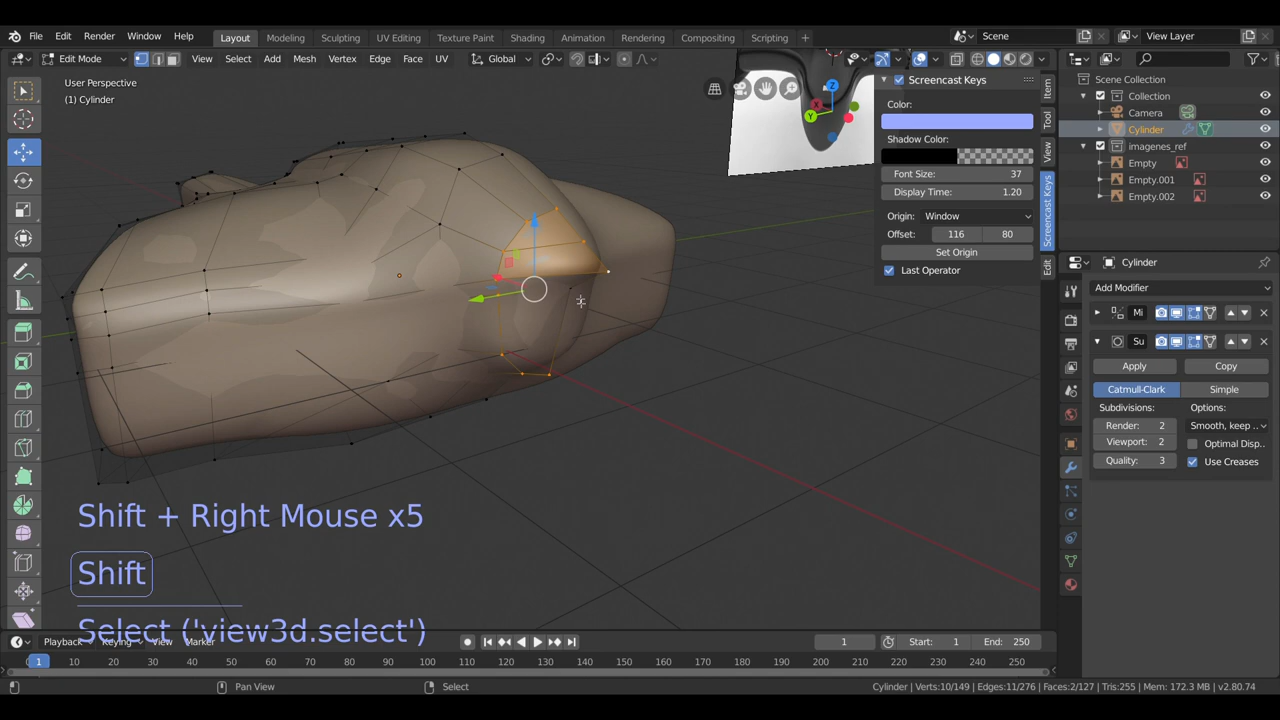 File Edit Render Window Help Layout Modeling Sculpting UV Editing Texture Paint Shading Animation Rendering Compositing Scripting + Scene View Layer
Edit Mode View Select Add Mesh Vertex Edge Face UV Global
User Perspective
(1) Cylinder
Z
X
Y
Screencast Keys
Color:
Shadow Color:
Font Size: 37
Display Time: 1.20
Origin: Window
Offset: 116 80
Set Origin
Last Operator
Item
Tool
View
Screencast Keys
Edit
Scene Collection
Collection
Camera
Cylinder
imagenes_ref
Empty
Empty.001
Empty.002
Cylinder
Add Modifier
Mi
Su
Apply Copy
Catmull-Clark Simple
Subdivisions: Options:
Render: 2 Smooth, keep ..
Viewport: 2 Optimal Disp..
Quality: 3 Use Creases
Shift + Right Mouse x5
Shift
Select ('view3d.select')
Playback Keying View Marker 1 Start: 1 End: 250
1 10 20 30 40 50 60 70 80 90 100 110 120 130 140 150 160 170 180 190 200 210 220 230 240 250
Pan View Select Cylinder | Verts:10/149 | Edges:11/276 | Faces:2/127 | Tris:255 | Mem: 172.3 MB | v2.80.74